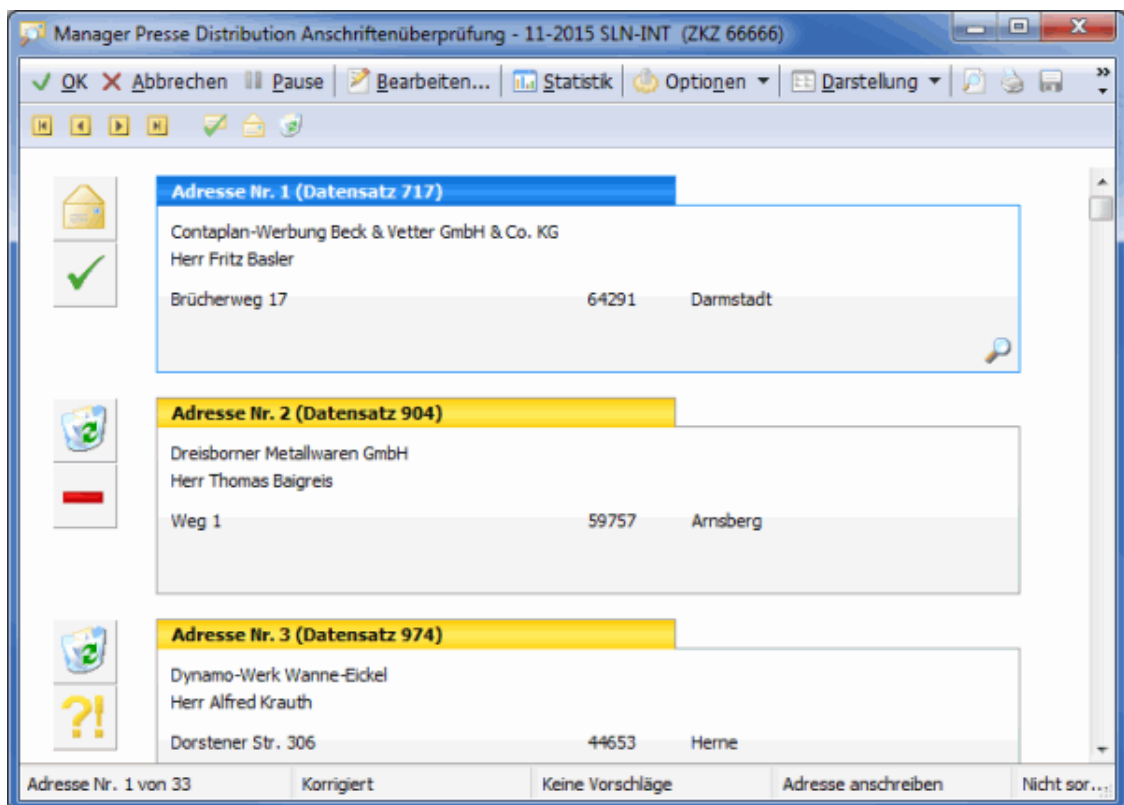 Manager Presse Distribution Anschriftenüberprüfung - 11-2015 SLN-INT (ZKZ 66666)
OK Abbrechen Pause Bearbeiten... Statistik Optionen Darstellung
Adresse Nr. 1 (Datensatz 717)
Contaplan-Werbung Beck & Vetter GmbH & Co. KG
Herr Fritz Basler
Brücherweg 17 64291 Darmstadt
Adresse Nr. 2 (Datensatz 904)
Dreisborner Metallwaren GmbH
Herr Thomas Baigreis
Weg 1 59757 Arnsberg
Adresse Nr. 3 (Datensatz 974)
Dynamo-Werk Wanne-Eickel
Herr Alfred Krauth
?!
Dorstener Str. 306 44653 Herne
Adresse Nr. 1 von 33 Korrigiert Keine Vorschläge Adresse anschreiben Nicht sor...